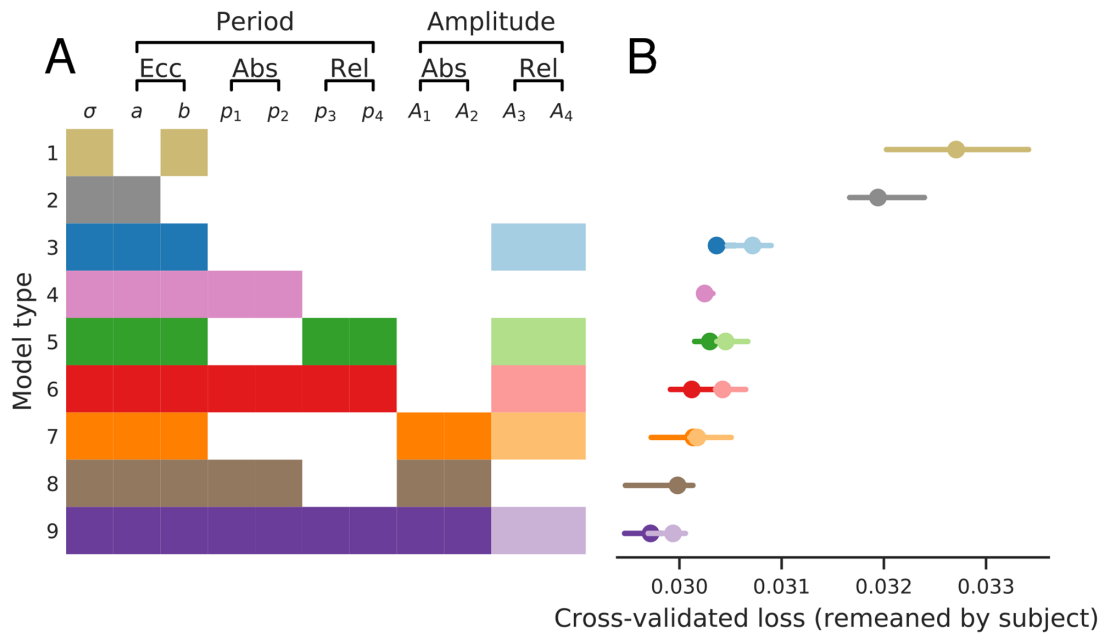 A
B
Period
Amplitude
Ecc
Abs
Rel
Abs
Rel
σ
a
b
p₁
p₂
p₃
p₄
A₁
A₂
A₃
A₄
Model type
1
2
3
4
5
6
7
8
9
0.030
0.031
0.032
0.033
Cross-validated loss (remeaned by subject)